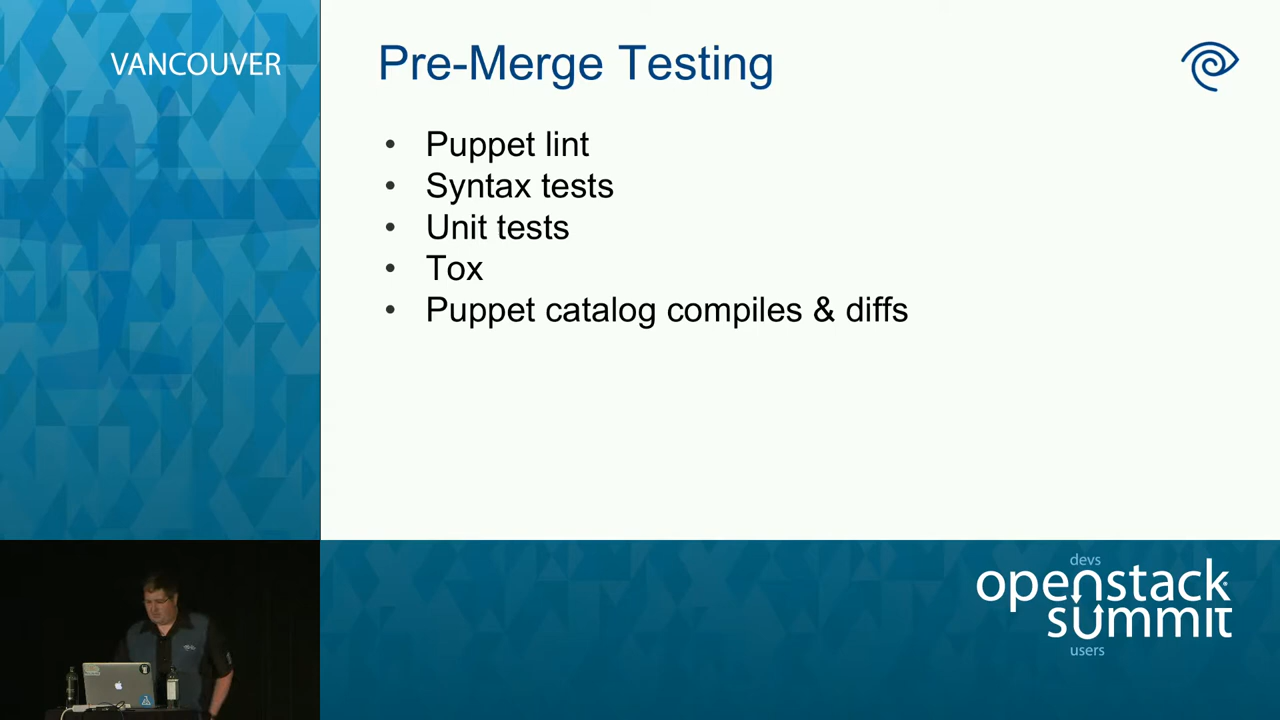 VANCOUVER
Pre-Merge Testing
• Puppet lint
• Syntax tests
• Unit tests
• Tox
• Puppet catalog compiles & diffs
devs
openstack
summit
users